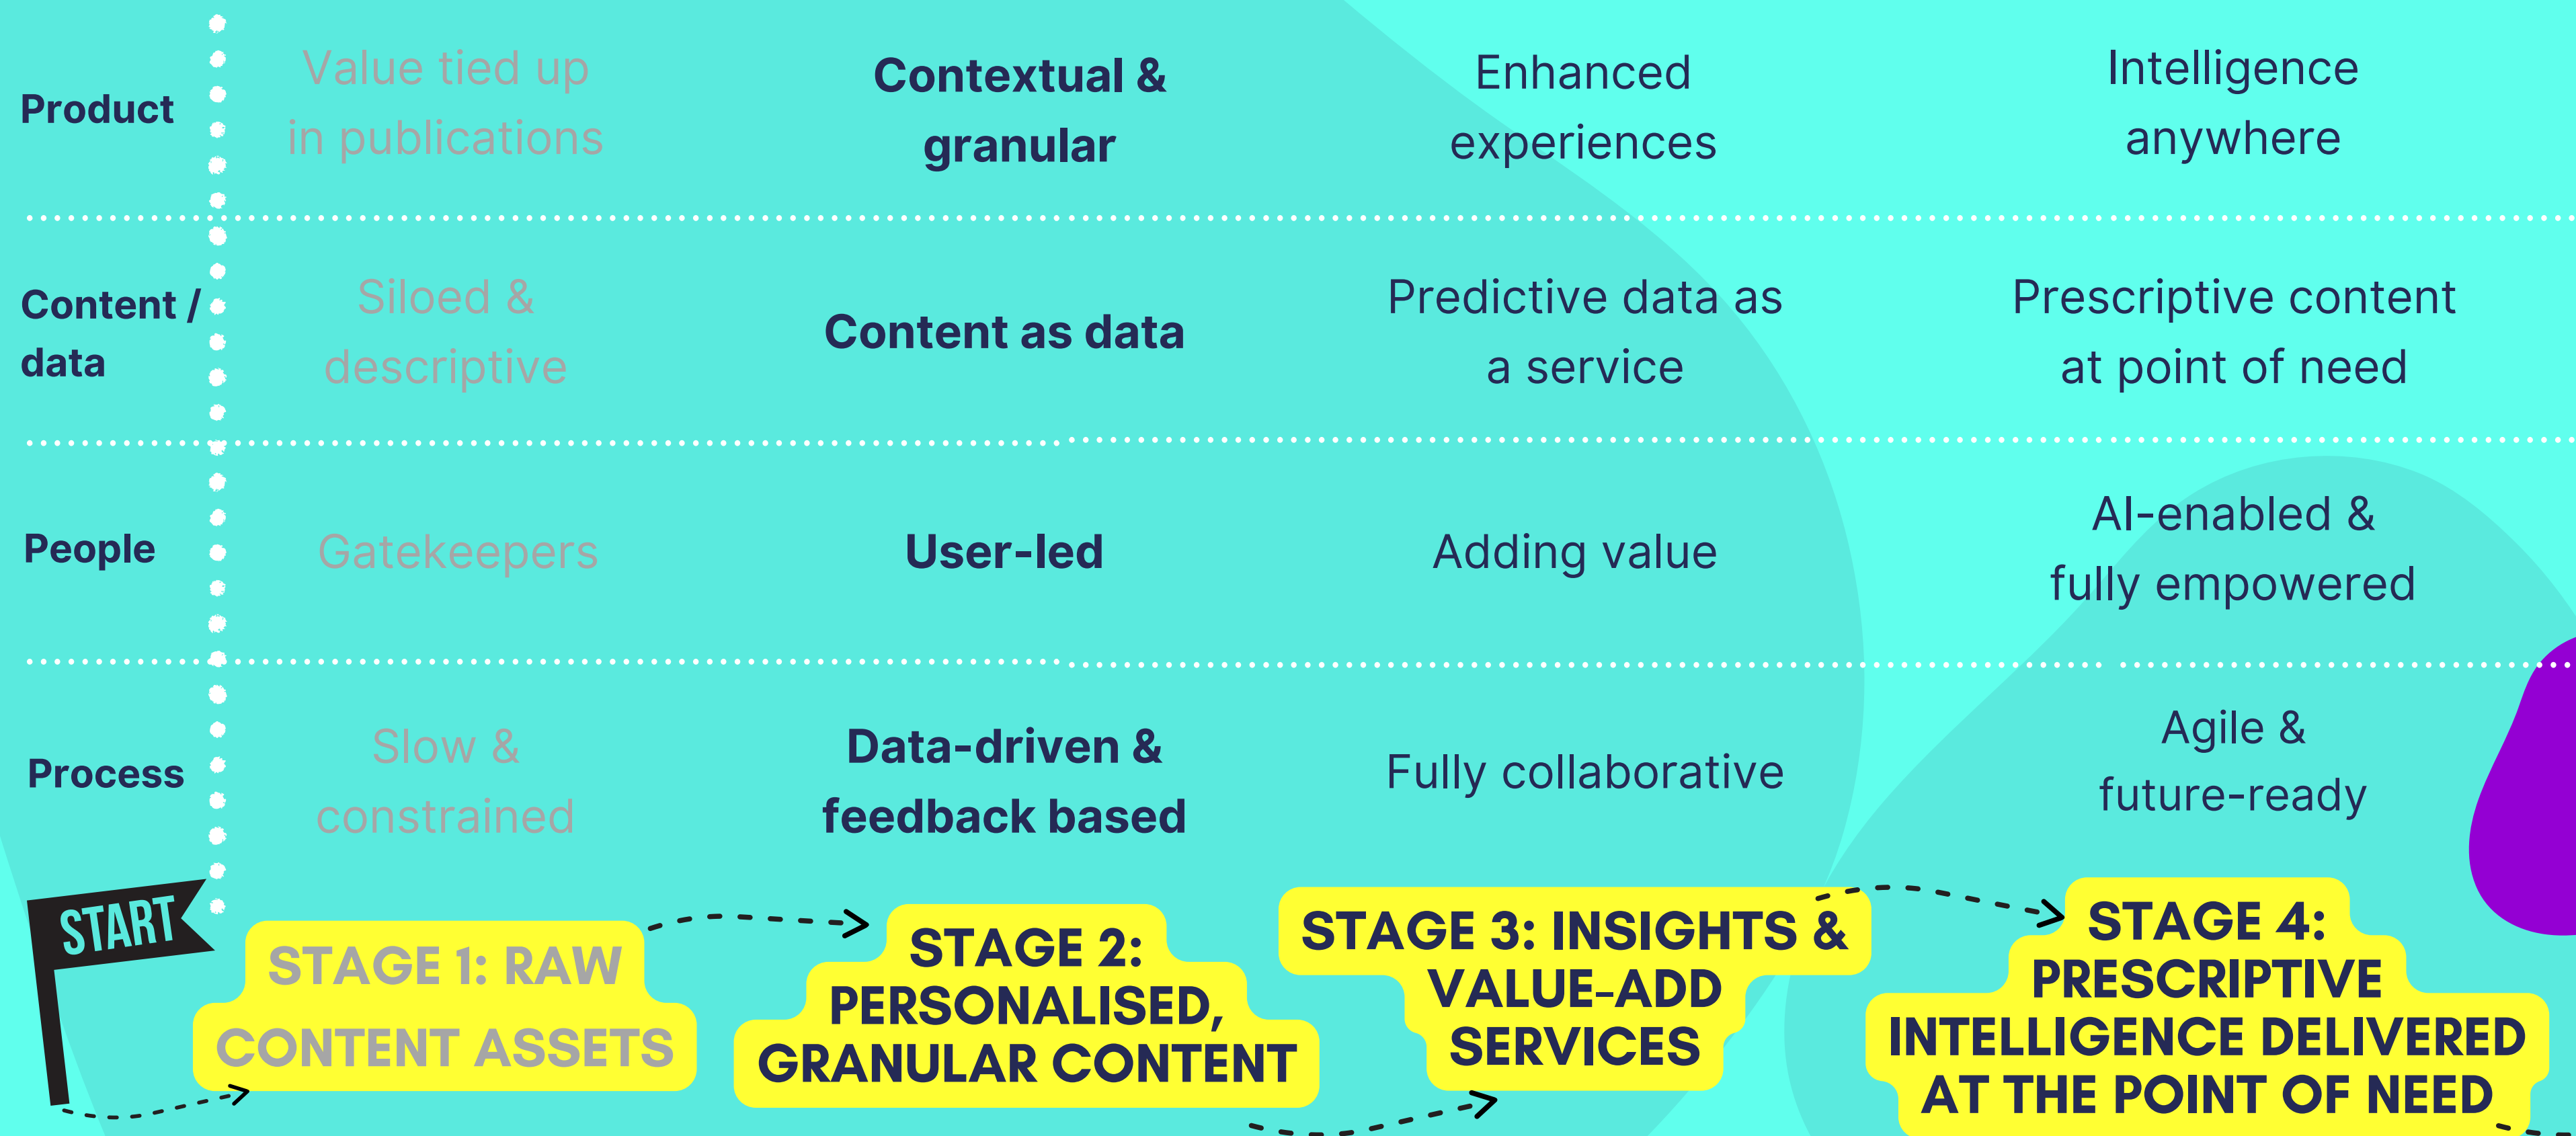 Product
Value tied up
in publications
Contextual &
granular
Enhanced
experiences
Intelligence
anywhere
Content /
data
Siloed &
descriptive
Content as data
Predictive data as
a service
Prescriptive content
at point of need
People
Gatekeepers
User-led
Adding value
AI-enabled &
fully empowered
Process
Slow &
constrained
Data-driven &
feedback based
Fully collaborative
Agile &
future-ready
START
STAGE 1: RAW
CONTENT ASSETS
STAGE 2:
PERSONALISED,
GRANULAR CONTENT
STAGE 3: INSIGHTS &
VALUE-ADD
SERVICES
STAGE 4:
PRESCRIPTIVE
INTELLIGENCE DELIVERED
AT THE POINT OF NEED